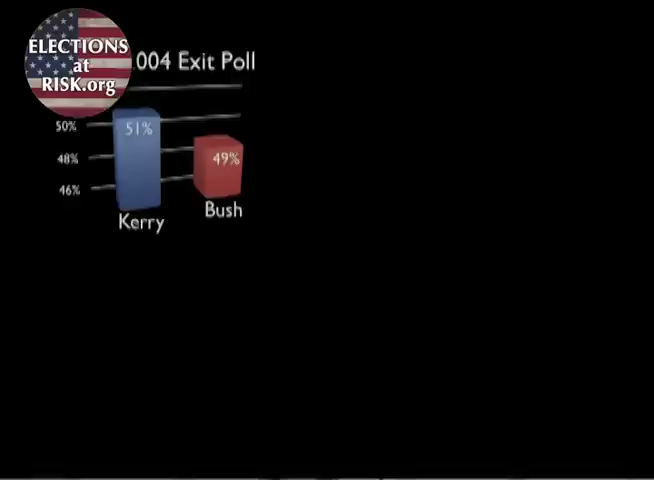 ELECTIONS
at
RISK.org
004 Exit Poll
50%
51%
48%
49%
46%
Kerry
Bush